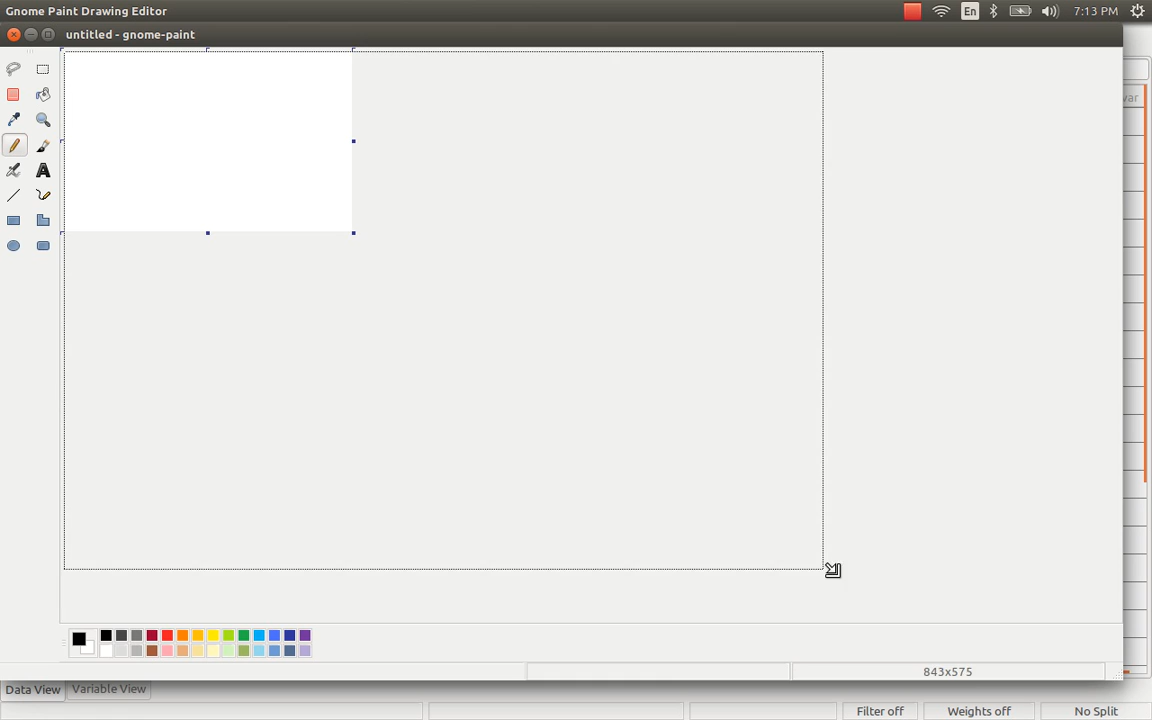 Gnome Paint Drawing Editor
En
7:13 PM
untitled - gnome-paint
var
A
843x575
Data View
Variable View
Filter off
Weights off
No Split